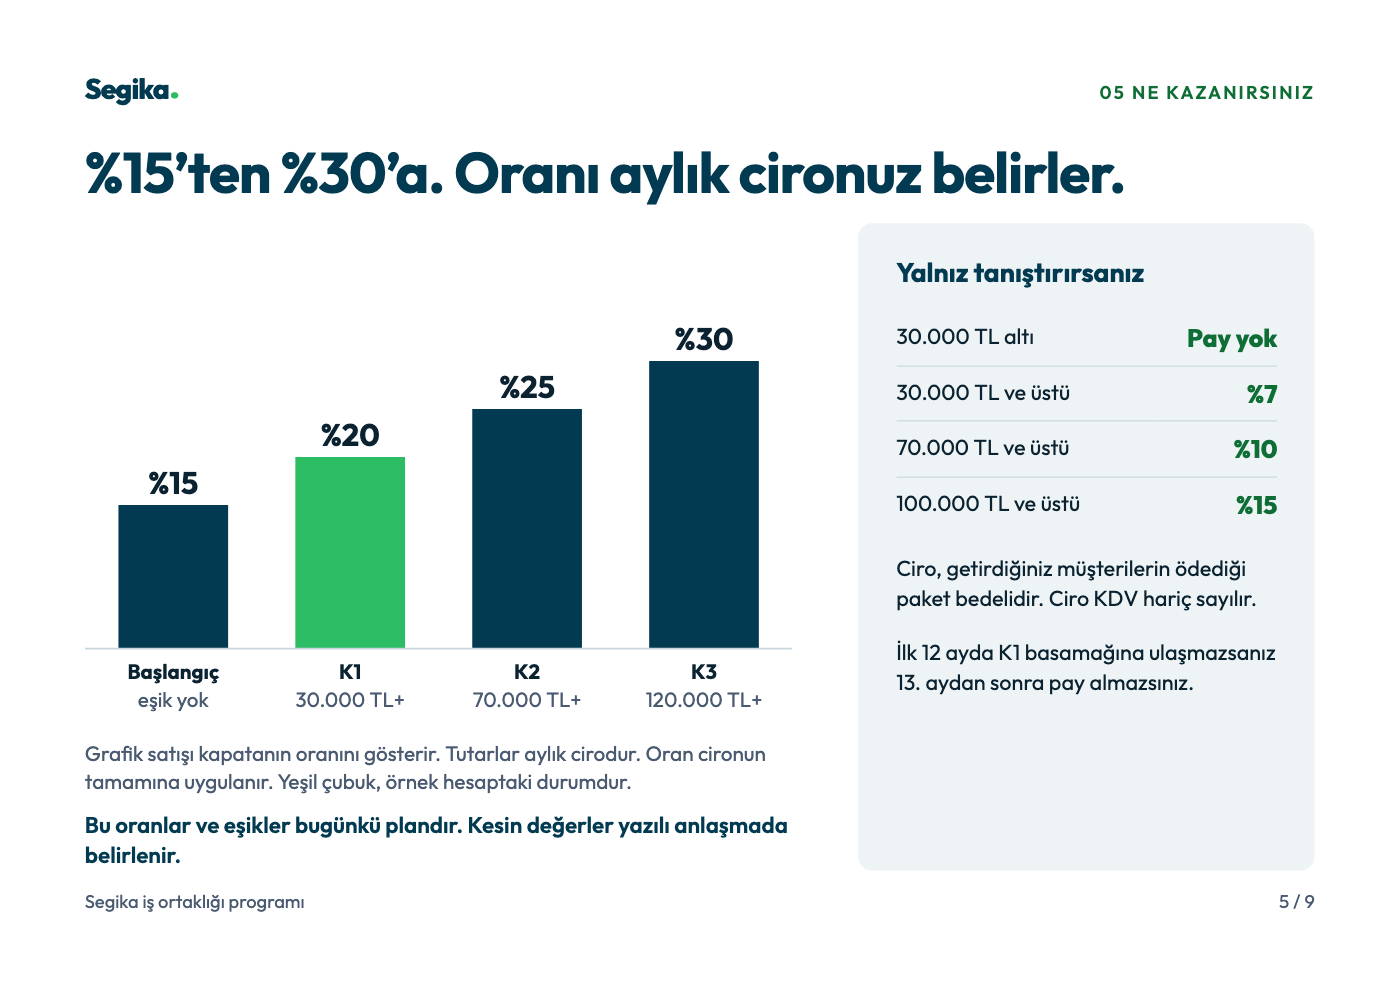 Segika.
05 NE KAZANIRSINIZ
%15’ten %30’a. Oranı aylık cironuz belirler.
%15
%20
%25
%30
Başlangıç
eşik yok
K1
30.000 TL+
K2
70.000 TL+
K3
120.000 TL+
Grafik satışı kapatanın oranını gösterir. Tutarlar aylık cirodur. Oran cironun
tamamına uygulanır. Yeşil çubuk, örnek hesaptaki durumdur.
Bu oranlar ve eşikler bugünkü plandır. Kesin değerler yazılı anlaşmada
belirlenir.
Yalnız tanıştırırsanız
30.000 TL altı Pay yok
30.000 TL ve üstü %7
70.000 TL ve üstü %10
100.000 TL ve üstü %15
Ciro, getirdiğiniz müşterilerin ödediği
paket bedelidir. Ciro KDV hariç sayılır.
İlk 12 ayda K1 basamağına ulaşmazsanız
13. aydan sonra pay almazsınız.
Segika iş ortaklığı programı
5 / 9